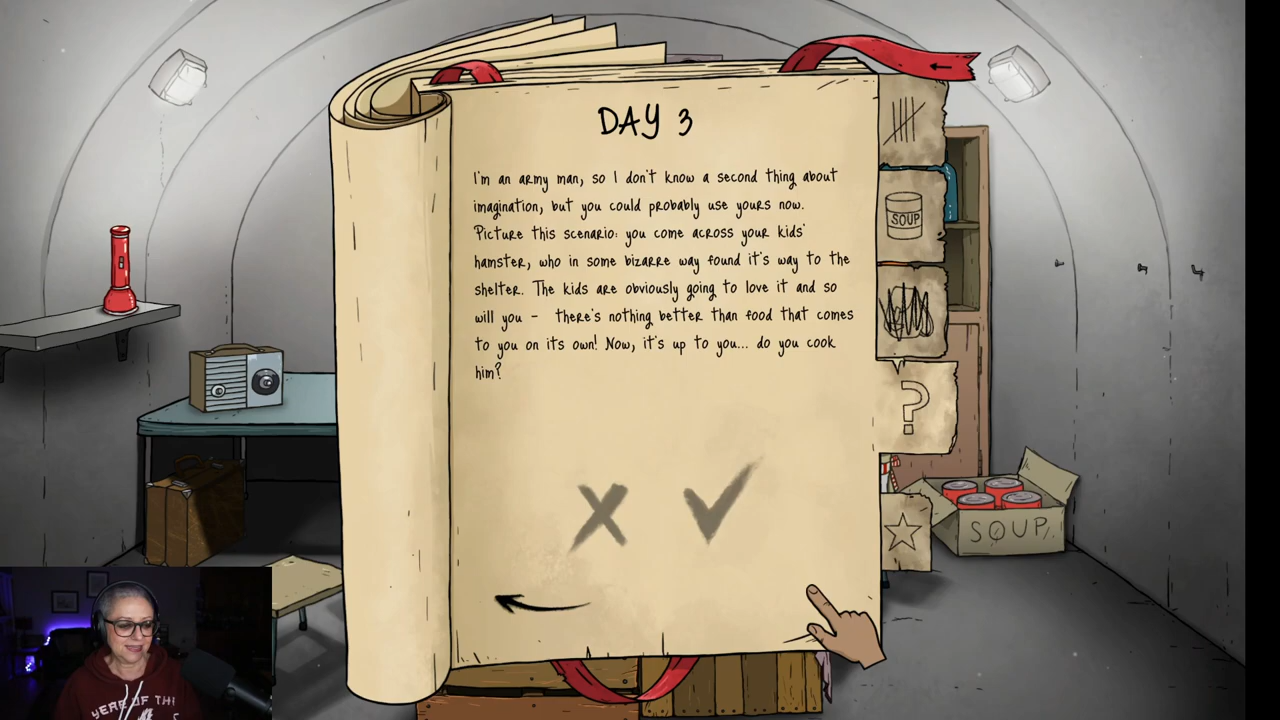 DAY 3
I'm an army man, so I don't know a second thing about
imagination, but you could probably use yours now.
Picture this scenario: you come across your kids'
hamster, who in some bizarre way found it's way to the
shelter. The kids are obviously going to love it and so
will you - there's nothing better than food that comes
to you on its own! Now, it's up to you... do you cook
him?
SOUP
?
SOUP
YEAR OF TH